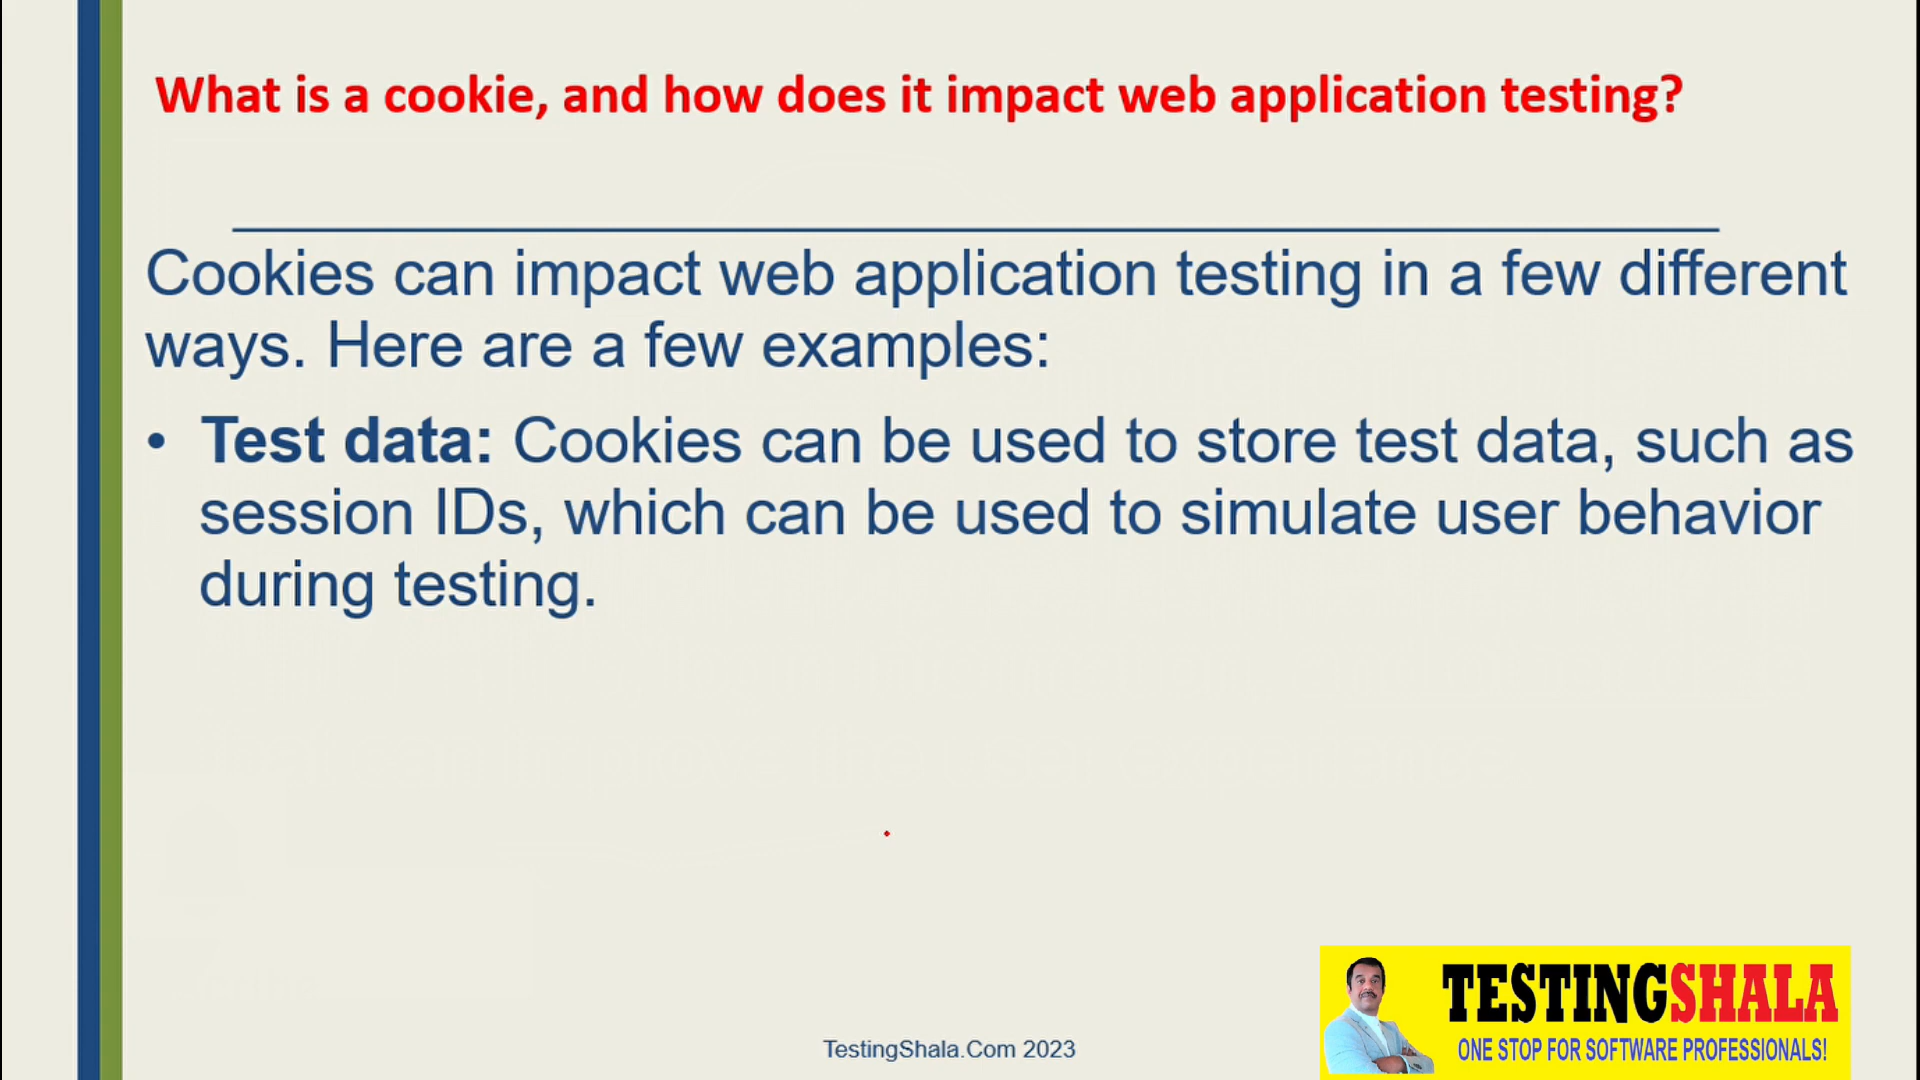 What is a cookie, and how does it impact web application testing?
Cookies can impact web application testing in a few different
ways. Here are a few examples:
• Test data: Cookies can be used to store test data, such as
session IDs, which can be used to simulate user behavior
during testing.
TestingShala.Com 2023
TESTINGSHALA
ONE STOP FOR SOFTWARE PROFESSIONALS!